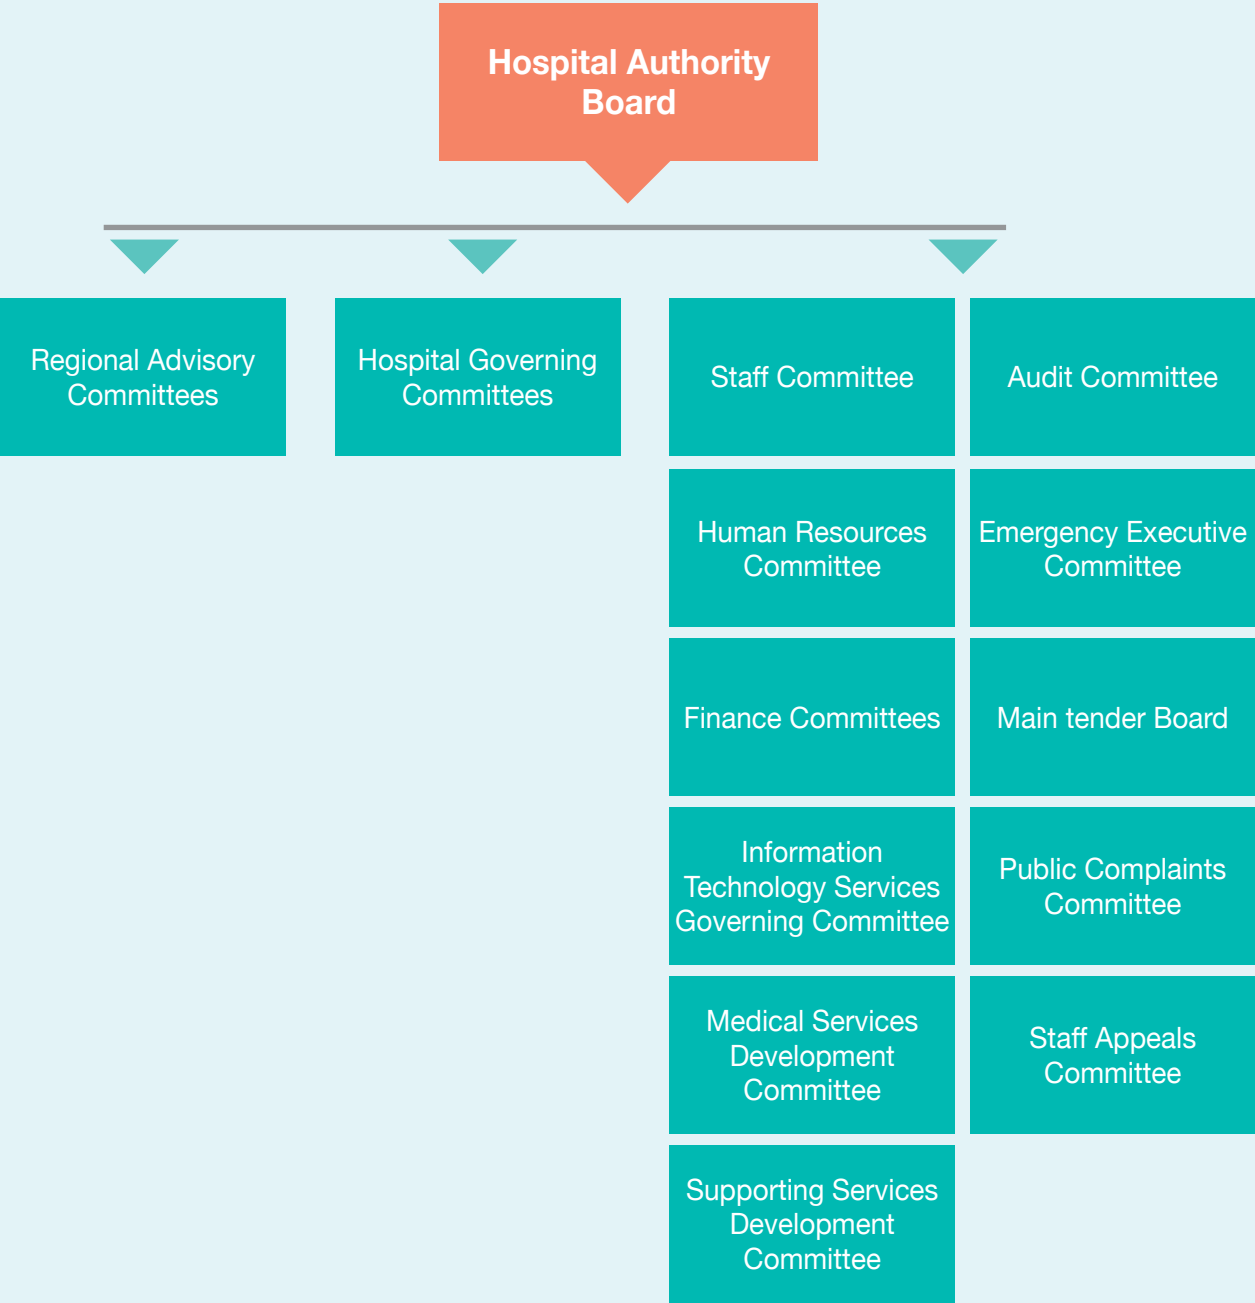 Hospital Authority
Board
Regional Advisory
Committees
Hospital Governing
Committees
Staff Committee
Audit Committee
Human Resources
Committee
Emergency Executive
Committee
Finance Committees
Main tender Board
Information
Technology Services
Governing Committee
Public Complaints
Committee
Medical Services
Development
Committee
Staff Appeals
Committee
Supporting Services
Development
Committee